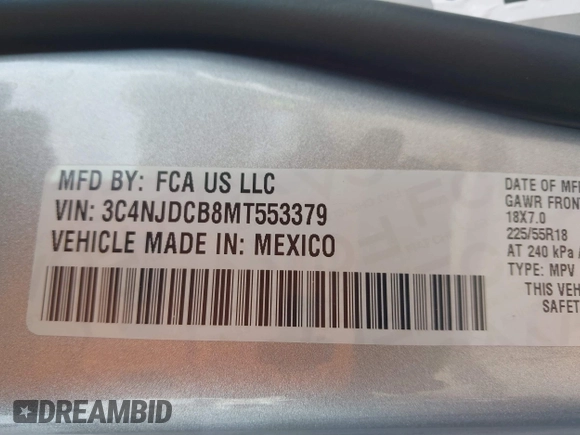 MFD BY: FCA US LLC
VIN: 3C4NJDCB8MT553379
VEHICLE MADE IN: MEXICO
DATE OF MF
GAWR FRON
18X7.0
225/55R18
AT 240 kPa
TYPE: MPV
THIS VEH
SAFET
DREAMBID